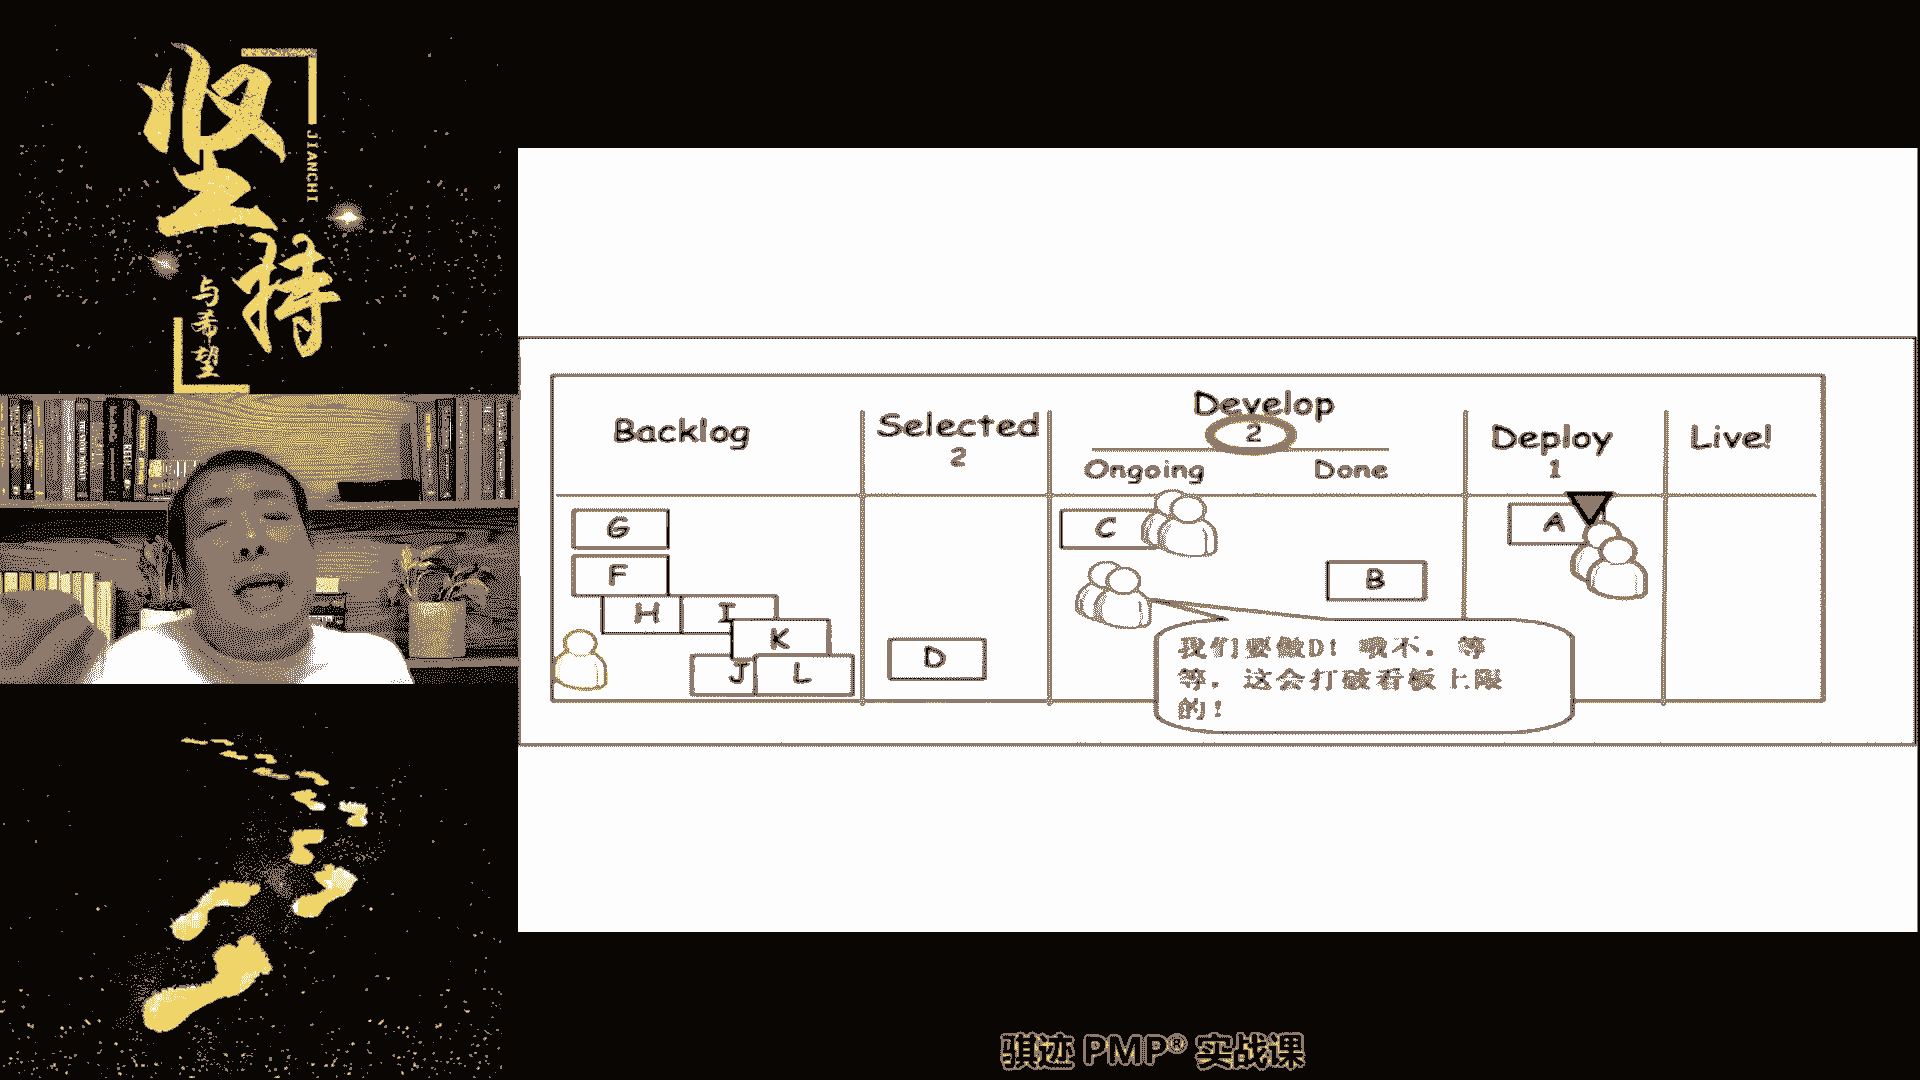 坚持
JIANCHI
与希望
Backlog
Selected
2
Develop
2
Ongoing
Done
Deploy
1
Live!
G
F
H
I
K
J
L
D
C
B
A
我们要做D! 哦不. 等
等. 这会打破看板上限
的!
骐迹 PMP® 实战课